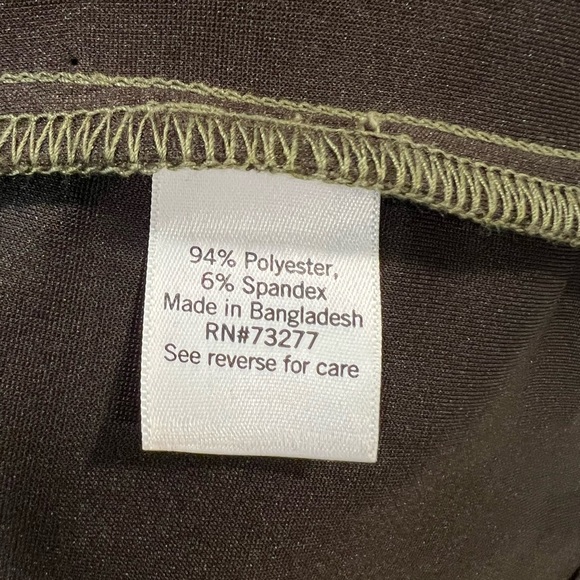 94% Polyester,
6% Spandex
Made in Bangladesh
RN#73277
See reverse for care